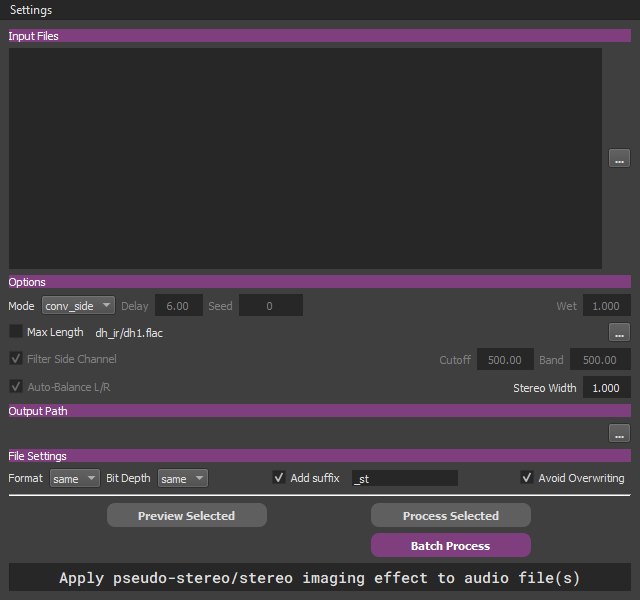 Settings
Input Files
...
Options
Mode conv_side Delay 6.00 Seed 0 Wet 1.000
Max Length dh_ir/dh1.flac ...
Filter Side Channel Cutoff 500.00 Band 500.00
Auto-Balance L/R Stereo Width 1.000
Output Path
...
File Settings
Format same Bit Depth same Add suffix _st Avoid Overwriting
Preview Selected Process Selected
Batch Process
Apply pseudo-stereo/stereo imaging effect to audio file(s)